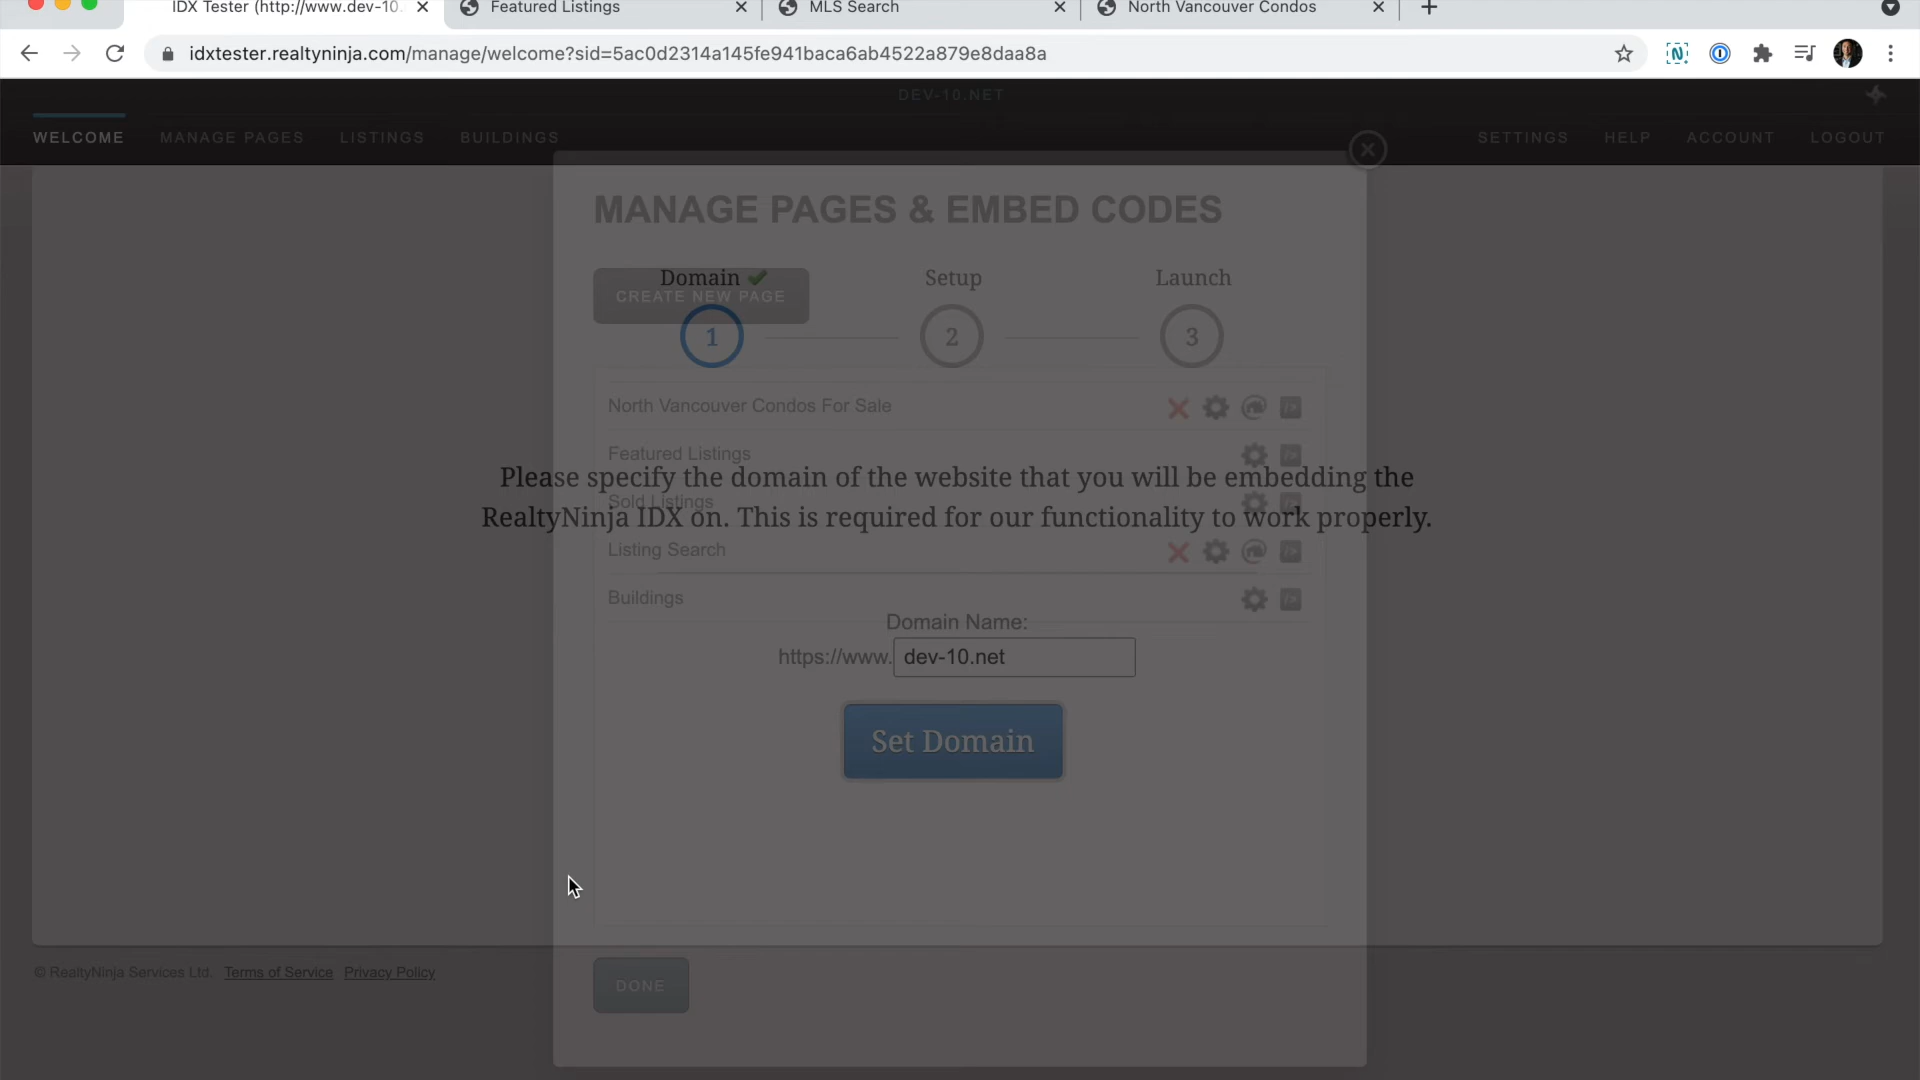 IDX Tester (http://www.dev-10.
Featured Listings
MLS Search
North Vancouver Condos
idxtester.realtyninja.com/manage/welcome?sid=5ac0d2314a145fe941baca6ab4522a879e8daa8a
DEV-10.NET
WELCOME MANAGE PAGES LISTINGS BUILDINGS SETTINGS HELP ACCOUNT LOGOUT
MANAGE PAGES & EMBED CODES
Domain Setup Launch
CREATE NEW PAGE
1 2 3
North Vancouver Condos For Sale
Featured Listings
Please specify the domain of the website that you will be embedding the
Sold Listings
RealtyNinja IDX on. This is required for our functionality to work properly.
Listing Search
Buildings
Domain Name:
https://www. dev-10.net
Set Domain
© RealtyNinja Services Ltd. Terms of Service Privacy Policy
DONE